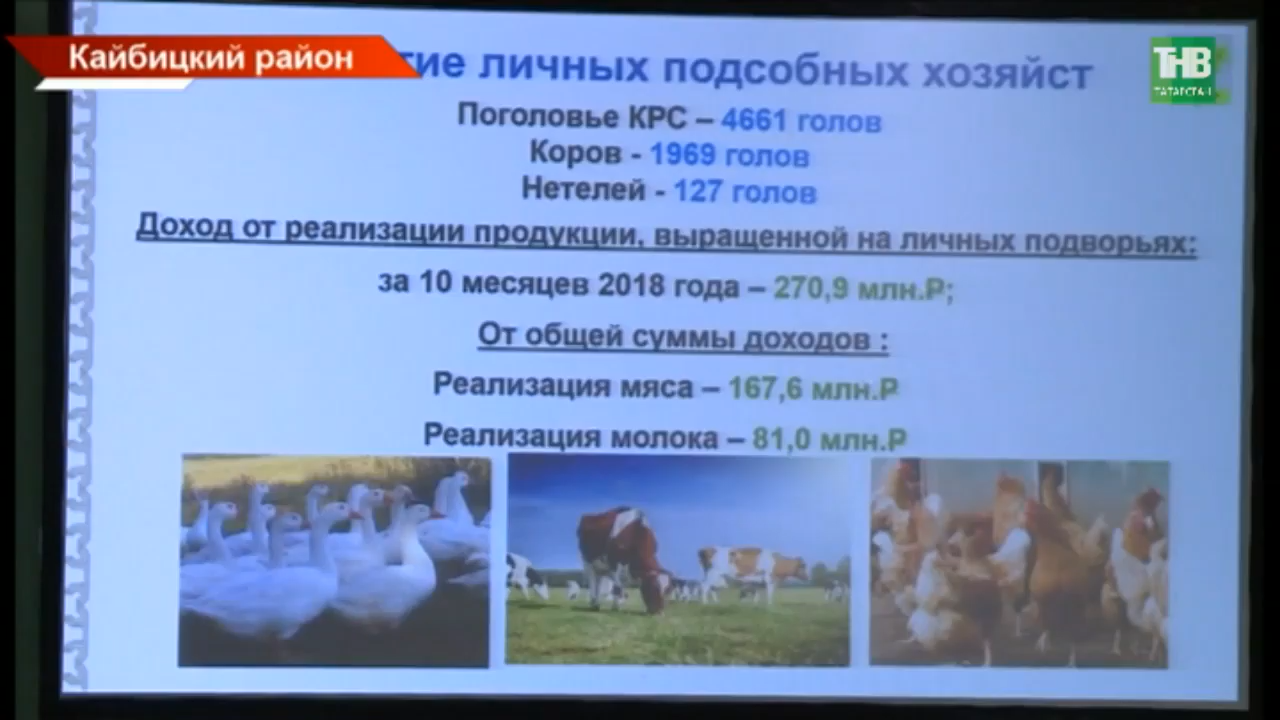 Кайбицкий район
ТНВ
ТАТАРСТАН
тие личных подсобных хозяйст
Поголовье КРС – 4661 голов
Коров - 1969 голов
Нетелей - 127 голов
Доход от реализации продукции, выращенной на личных подворьях:
за 10 месяцев 2018 года – 270,9 млн.Р;
От общей суммы доходов :
Реализация мяса – 167,6 млн.Р
Реализация молока – 81,0 млн.Р